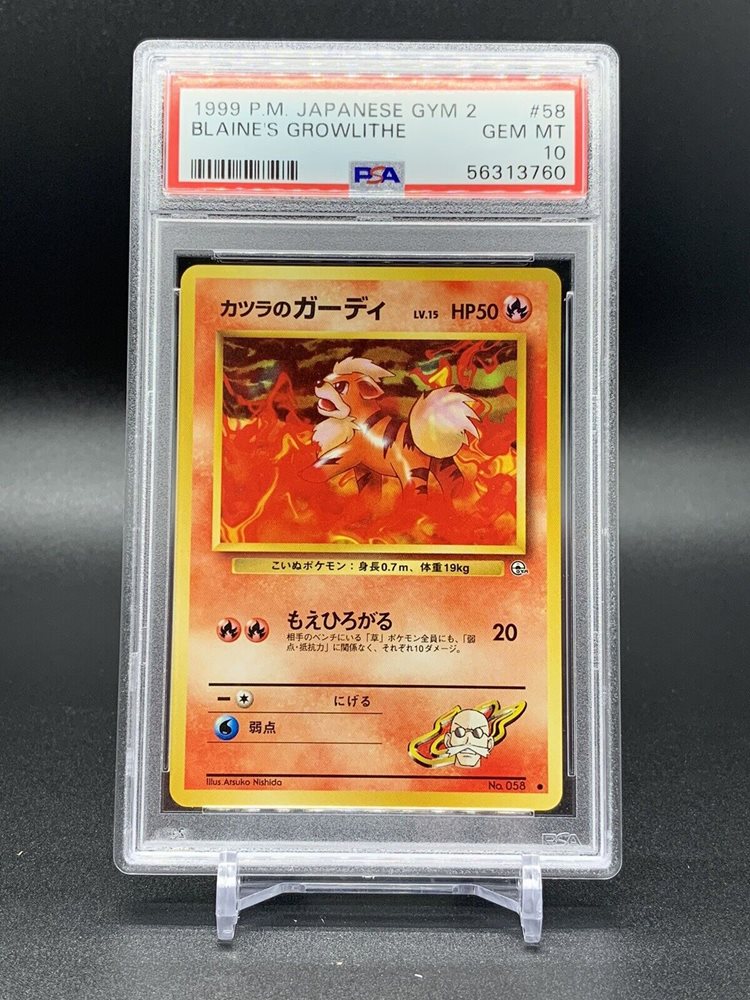 1999 P.M. JAPANESE GYM 2 #58
BLAINE'S GROWLITHE GEM MT
10
PSA 56313760
カツラのガーディ LV.15 HP50
こいぬポケモン：身長0.7m、体重19kg
もえひろがる 20
相手のベンチにいる「草」ポケモン全員にも、「弱
点・抵抗力」に関係なく、それぞれ10ダメージ。
ー にげる
弱点
Illus. Atsuko Nishida
No. 058 ●
PSA